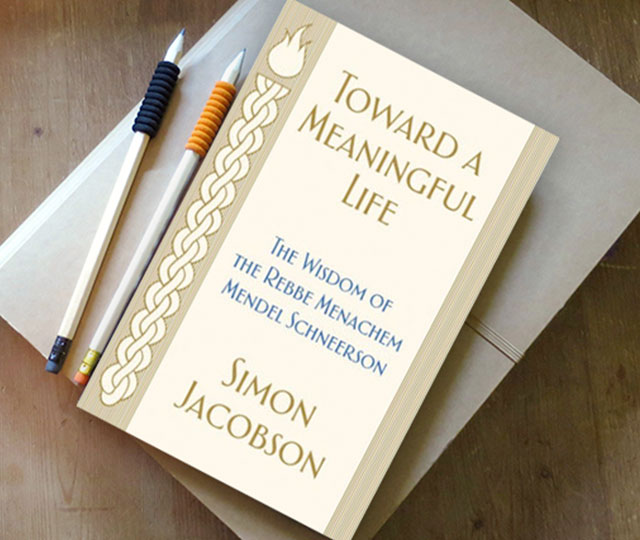 TOWARD A
MEANINGFUL
LIFE
THE WISDOM OF
THE REBBE MENACHEM
MENDEL SCHNEERSON
SIMON
JACOBSON